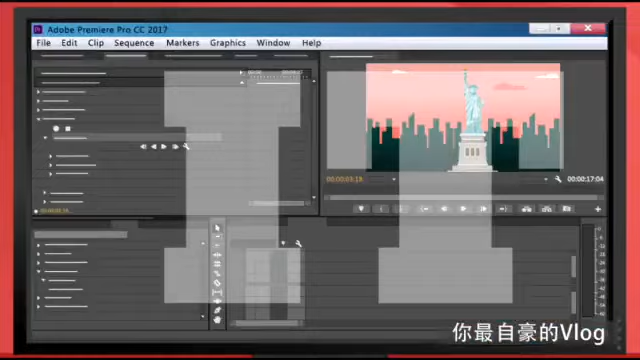 Adobe Premiere Pro CC 2017
File Edit Clip Sequence Markers Graphics Window Help
00:00:03:18
00:00:17:04
你最自豪的Vlog